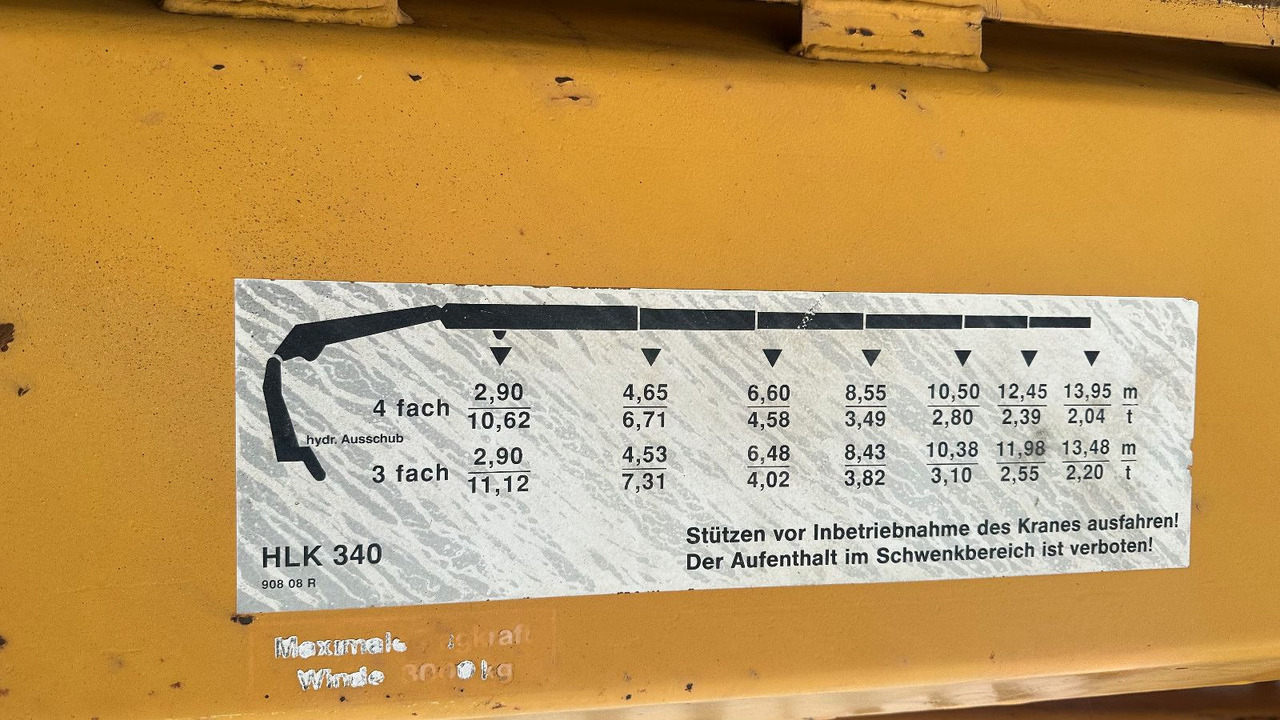 4 fach 2,90 4,65 6,60 8,55 10,50 12,45 13,95 m
10,62 6,71 4,58 3,49 2,80 2,39 2,04 t
hydr. Ausschub
3 fach 2,90 4,53 6,48 8,43 10,38 11,98 13,48 m
11,12 7,31 4,02 3,82 3,10 2,55 2,20 t
Stützen vor Inbetriebnahme des Kranes ausfahren!
Der Aufenthalt im Schwenkbereich ist verboten!
HLK 340
908 08 R
Maximale
Winde kg